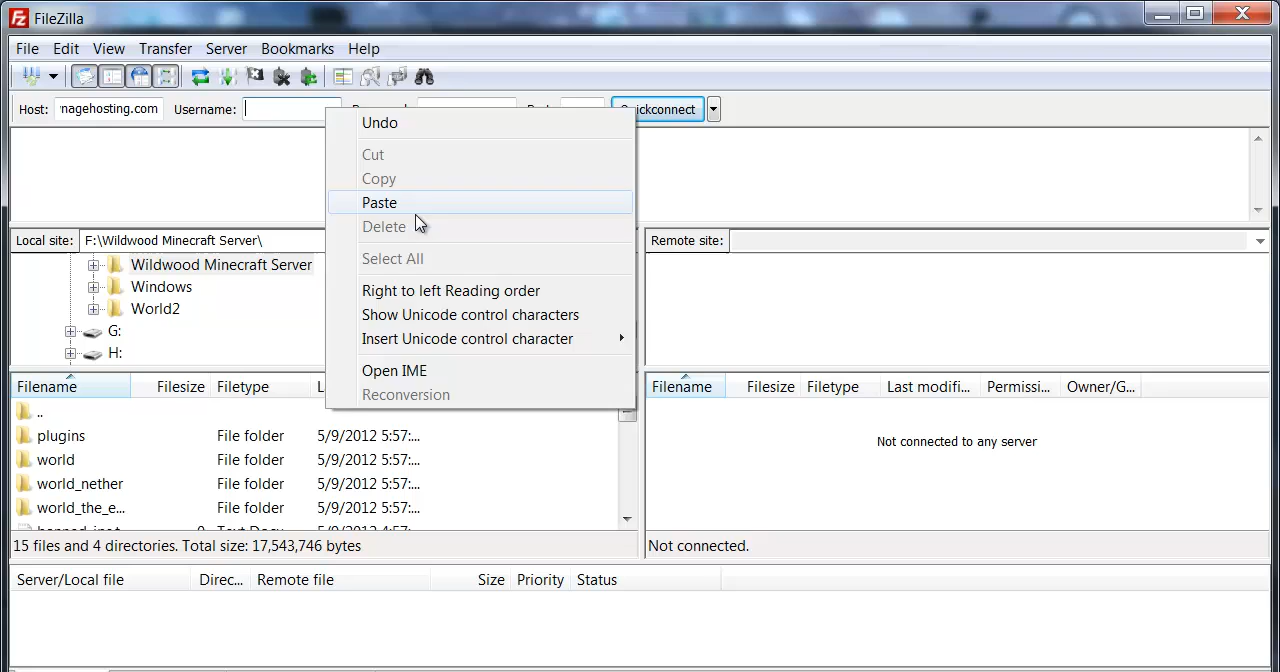 FileZilla
File Edit View Transfer Server Bookmarks Help
Host: nagehosting.com Username: Quickconnect
Undo
Cut
Copy
Paste
Delete
Select All
Right to left Reading order
Show Unicode control characters
Insert Unicode control character
Open IME
Reconversion
Local site: F:\Wildwood Minecraft Server\
Remote site:
Wildwood Minecraft Server
Windows
World2
G:
H:
Filename Filesize Filetype L
Filename Filesize Filetype Last modifi... Permissi... Owner/G...
..
plugins File folder 5/9/2012 5:57:...
world File folder 5/9/2012 5:57:...
world_nether File folder 5/9/2012 5:57:...
world_the_e... File folder 5/9/2012 5:57:...
Not connected to any server
15 files and 4 directories. Total size: 17,543,746 bytes
Not connected.
Server/Local file Direc... Remote file Size Priority Status